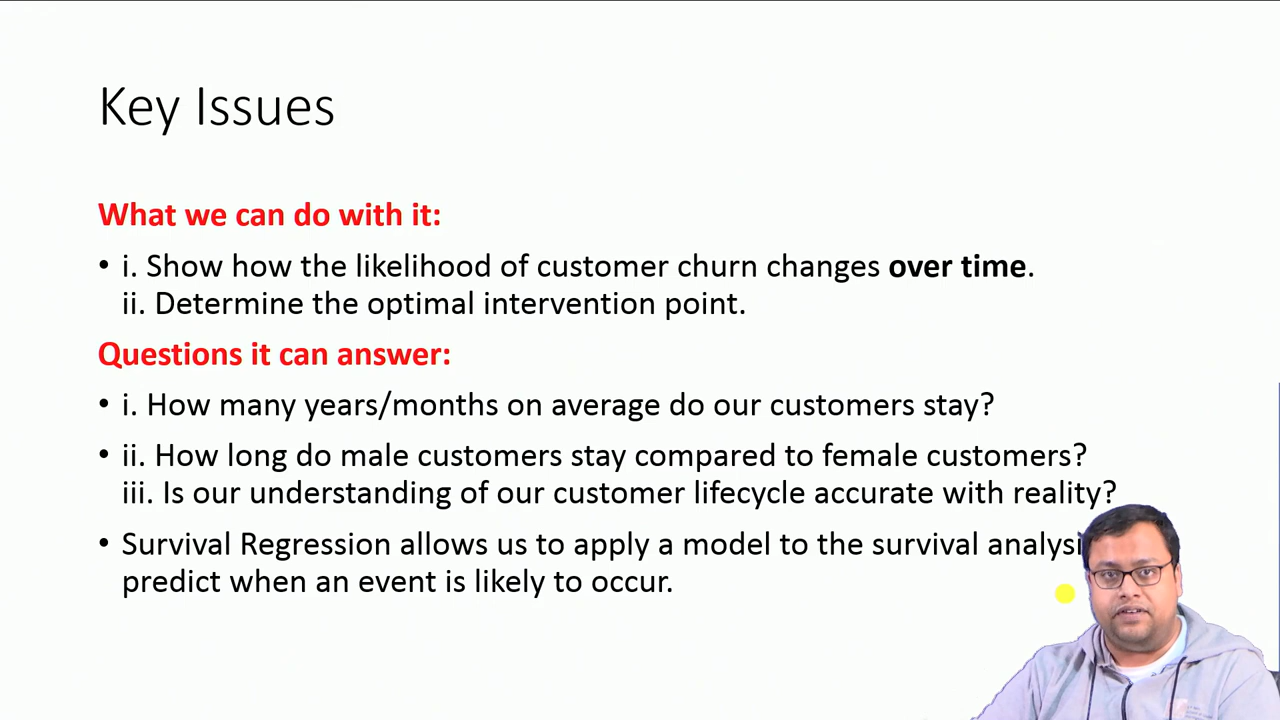 Key Issues
What we can do with it:
• i. Show how the likelihood of customer churn changes over time.
ii. Determine the optimal intervention point.
Questions it can answer:
• i. How many years/months on average do our customers stay?
• ii. How long do male customers stay compared to female customers?
iii. Is our understanding of our customer lifecycle accurate with reality?
• Survival Regression allows us to apply a model to the survival
predict when an event is likely to occur.